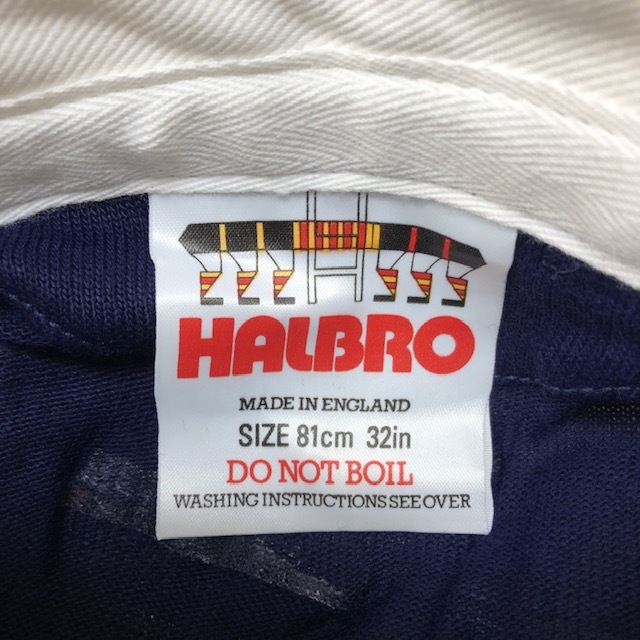 HALBRO
MADE IN ENGLAND
SIZE 81cm 32in
DO NOT BOIL
WASHING INSTRUCTIONS SEE OVER